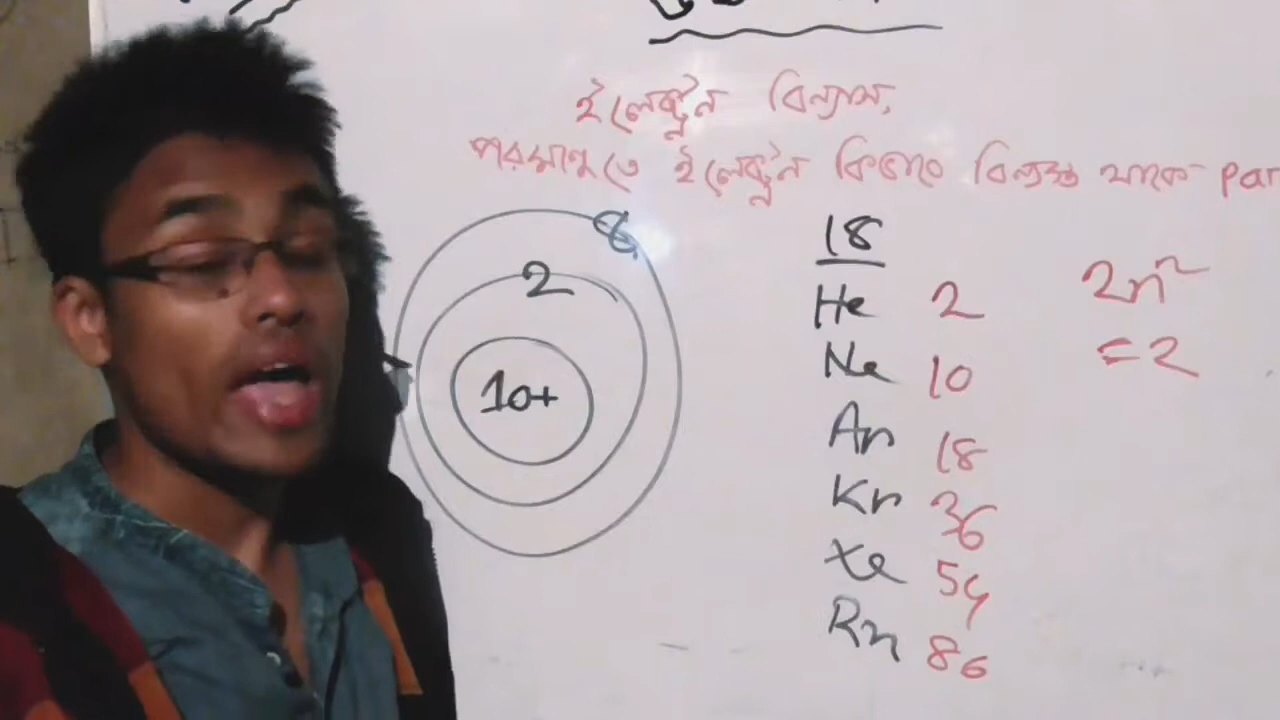 ইলেক্ট্রন বিন্যাস,
পরমানুতে ইলেক্ট্রন কিভাবে বিন্যস্ত থাকে par
8
2
10+
18
He 2
Ne 10
Ar 18
Kr 36
Xe 54
Rn 86
2n²
=2